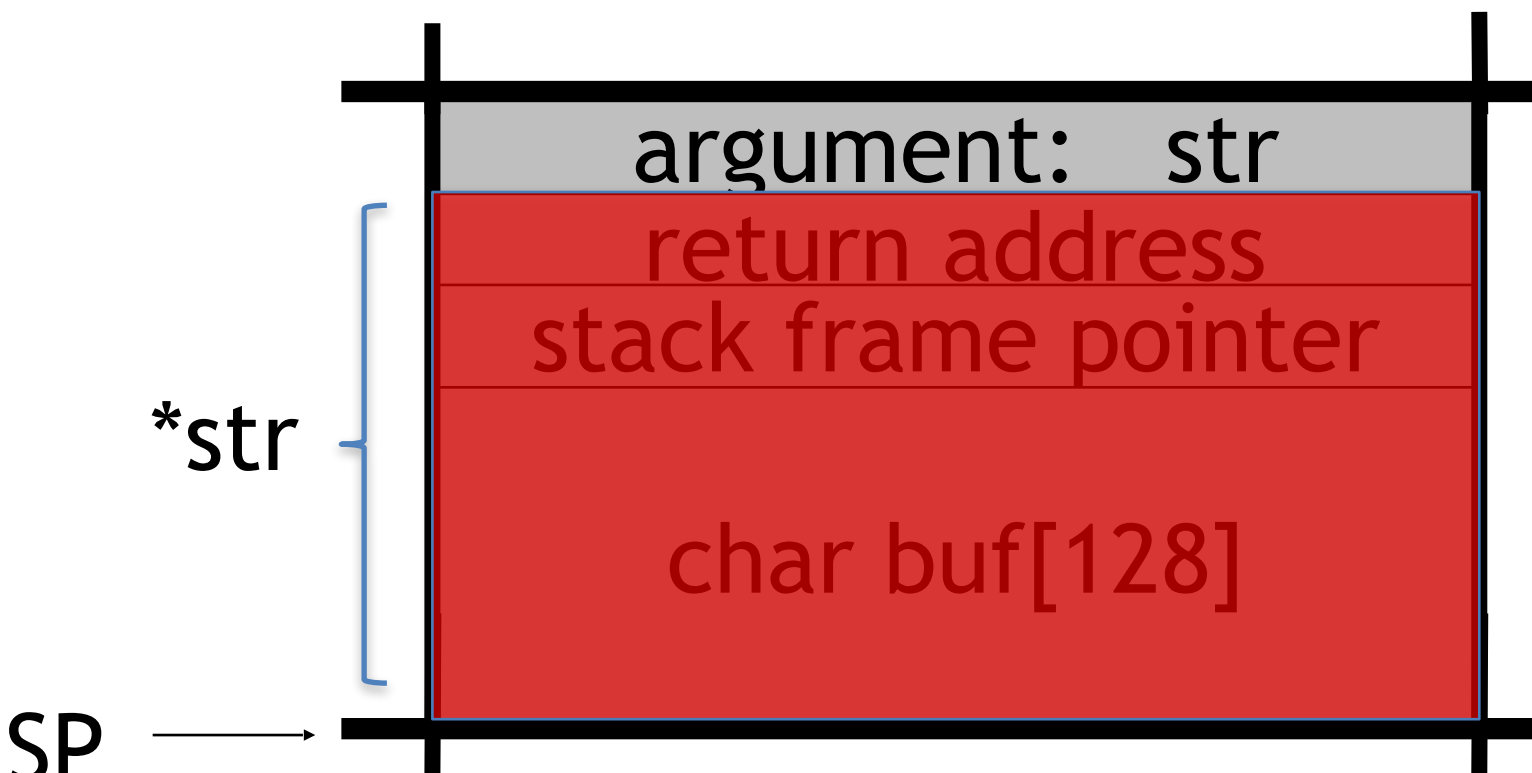 argument: str
return address
stack frame pointer
*str
char buf[128]
SP